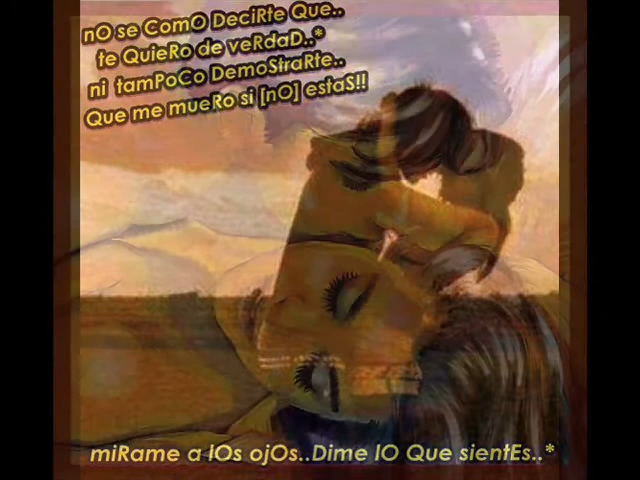 nO se ComO DeciRte Que..
te QuieRo de veRdaD..*
ni tamPoCo DemoStraRte..
Que me mueRo si [nO] estaS!!
miRame a lOs ojOs..Dime lO Que sientEs..*